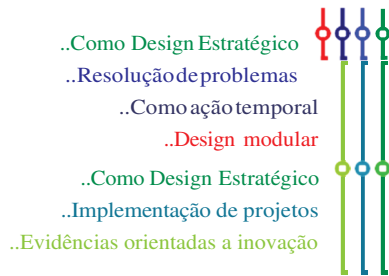 ..Como Design Estratégico
..Resolução de problemas
..Como ação temporal
..Design modular
..Como Design Estratégico
..Implementação de projetos
..Evidências orientadas a inovação